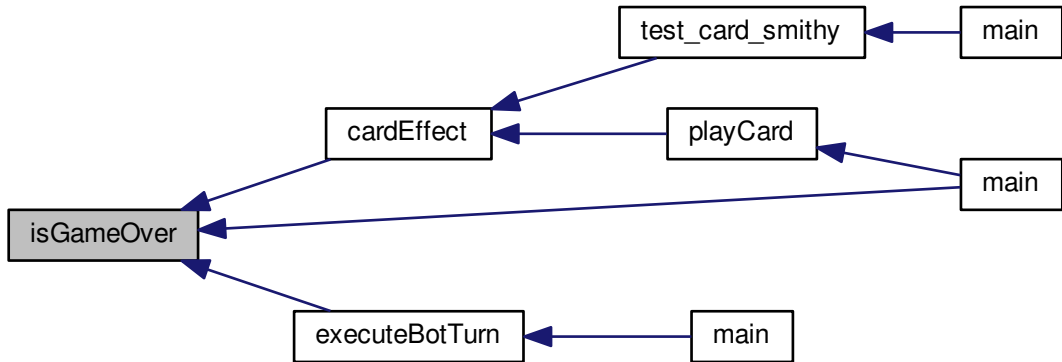 test_card_smithy
main
cardEffect
playCard
main
isGameOver
executeBotTurn
main